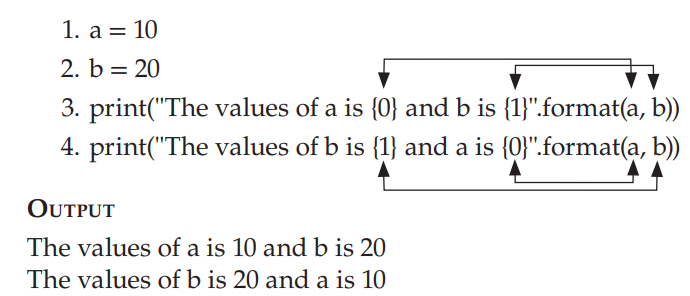 1. a = 10
2. b = 20
3. print("The values of a is {0} and b is {1}".format(a, b))
4. print("The values of b is {1} and a is {0}".format(a, b))
OUTPUT
The values of a is 10 and b is 20
The values of b is 20 and a is 10